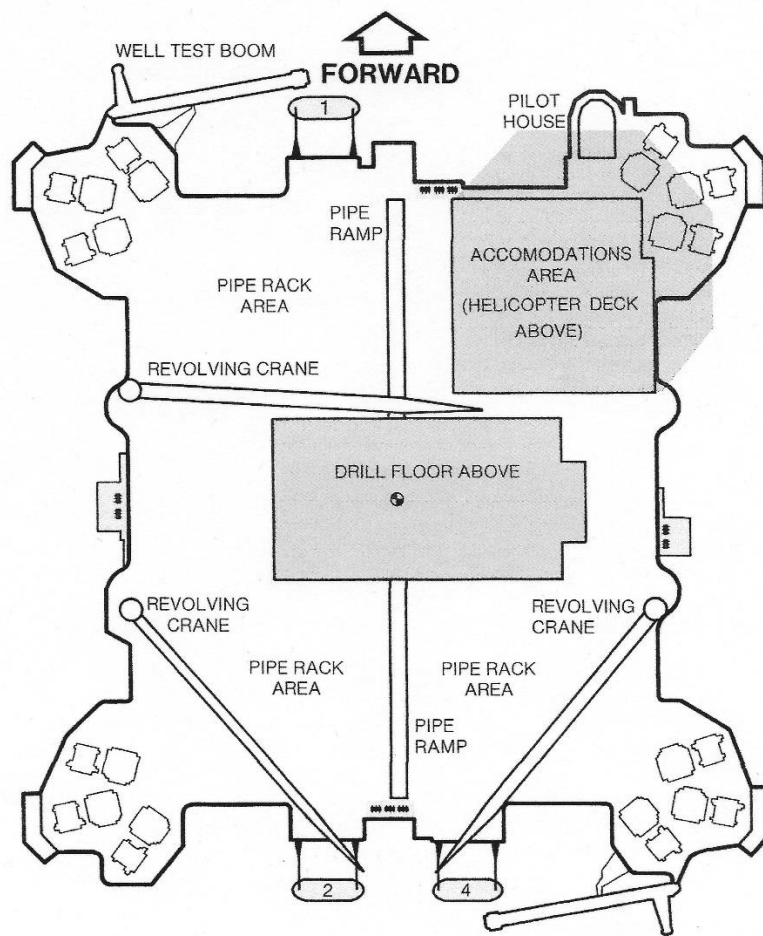 WELL TEST BOOM
FORWARD
1
PILOT
HOUSE
PIPE
RAMP
ACCOMODATIONS
AREA
(HELICOPTER DECK
ABOVE)
PIPE RACK
AREA
REVOLVING CRANE
DRILL FLOOR ABOVE
REVOLVING
CRANE
REVOLVING
CRANE
PIPE RACK
AREA
PIPE RACK
AREA
PIPE
RAMP
2
4